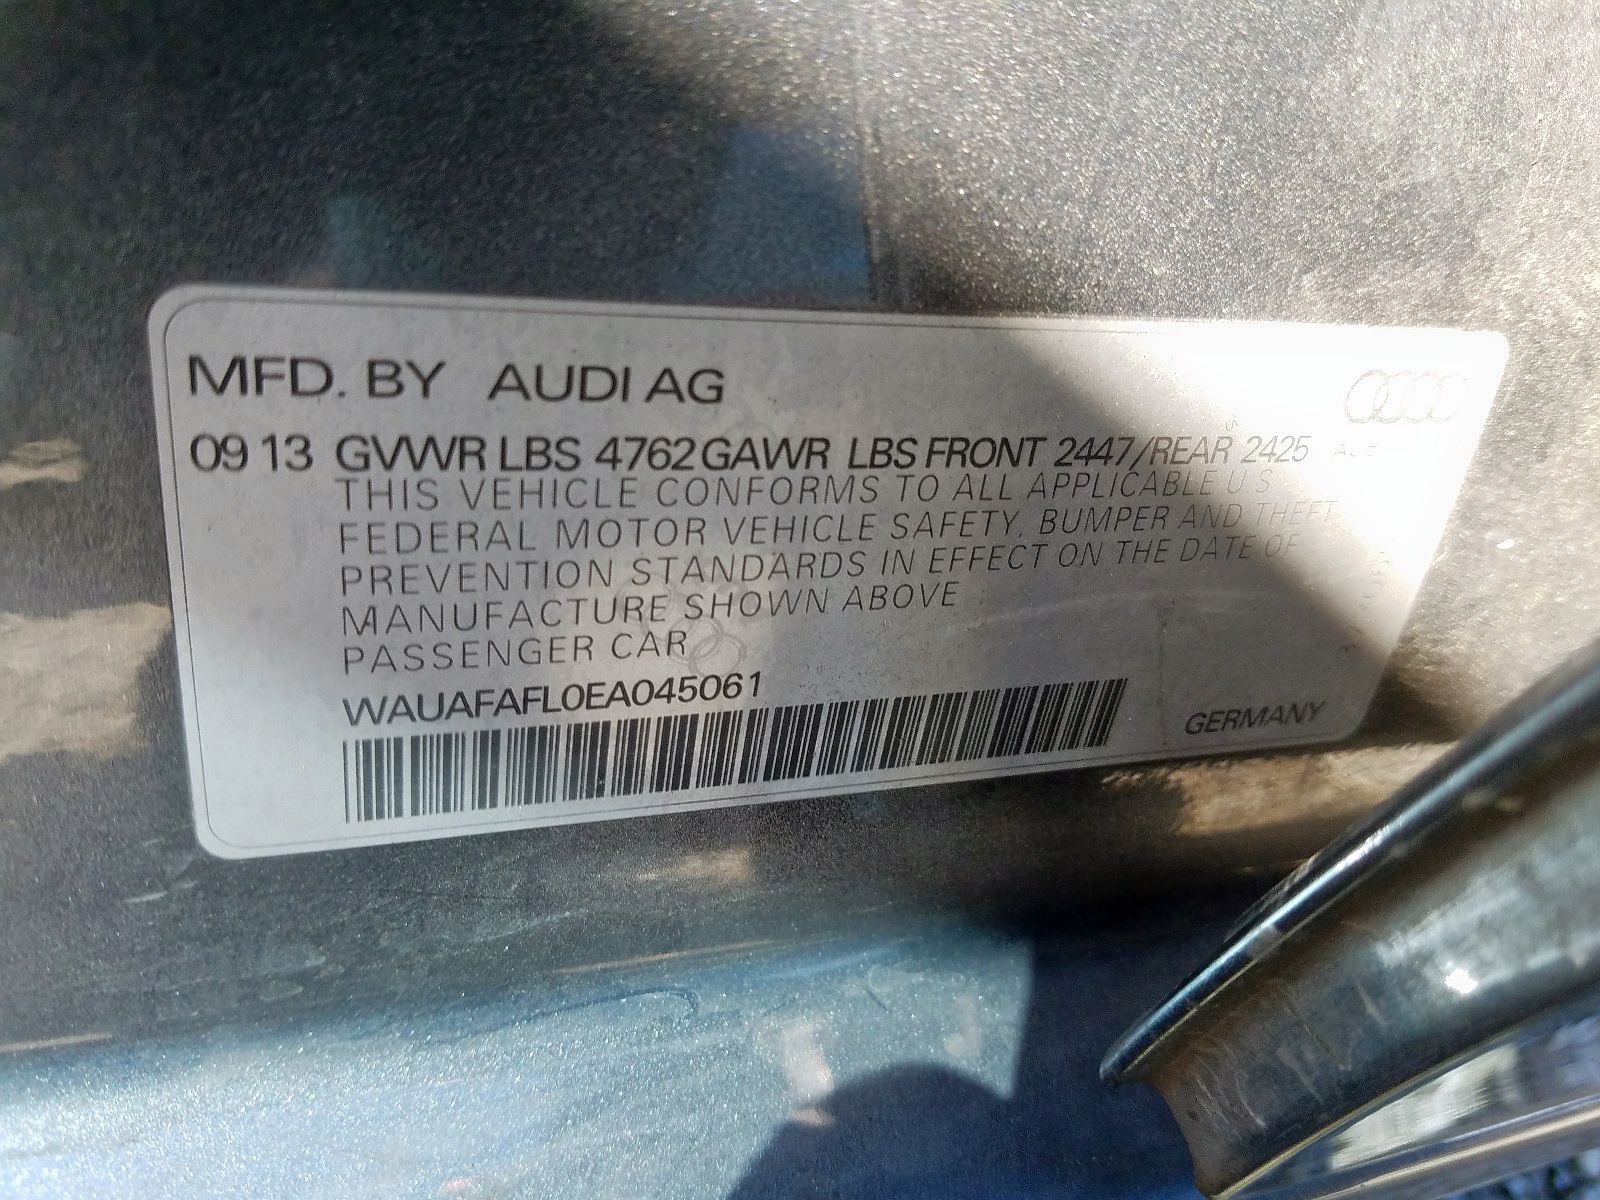 MFD. BY AUDI AG
09 13 GVWR LBS 4762 GAWR LBS FRONT 2447/REAR 2425
THIS VEHICLE CONFORMS TO ALL APPLICABLE U S
FEDERAL MOTOR VEHICLE SAFETY, BUMPER AND THEFT
PREVENTION STANDARDS IN EFFECT ON THE DATE OF
MANUFACTURE SHOWN ABOVE
PASSENGER CAR
WAUAFAFL0EA045061
GERMANY